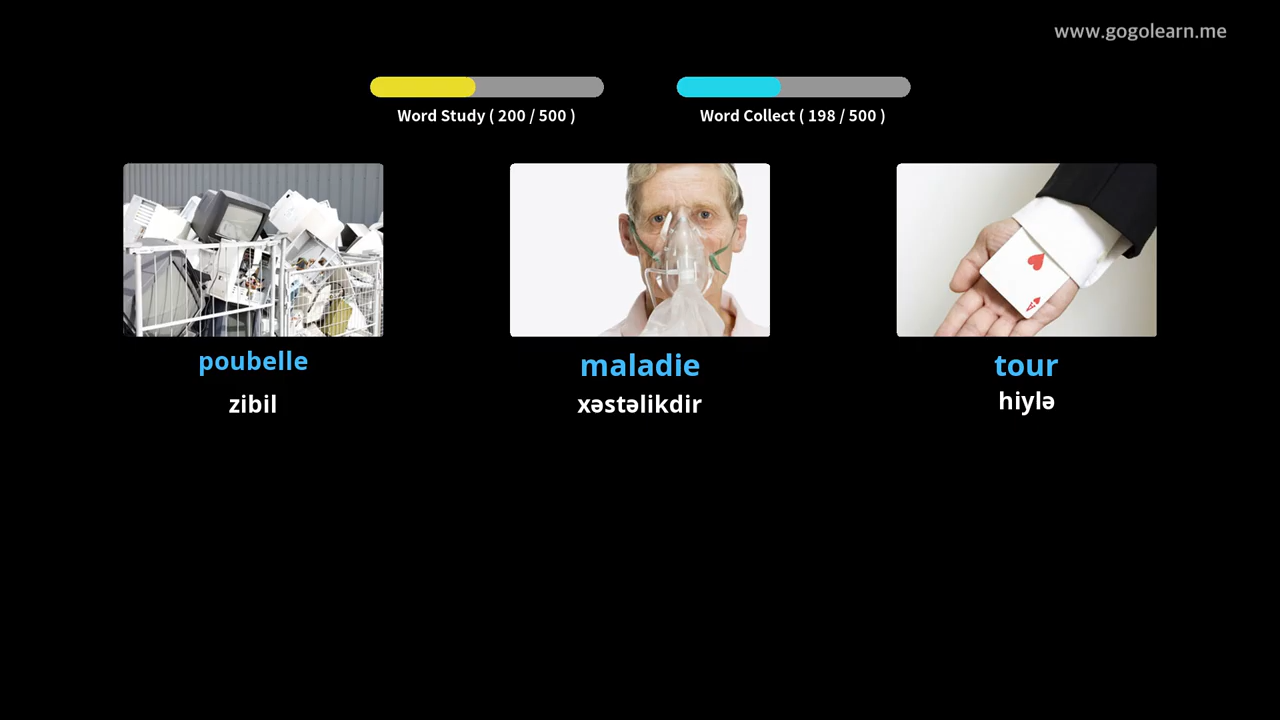 www.gogolearn.me
Word Study ( 200 / 500 )
Word Collect ( 198 / 500 )
poubelle
maladie
tour
zibil
xəstəlikdir
hiylə